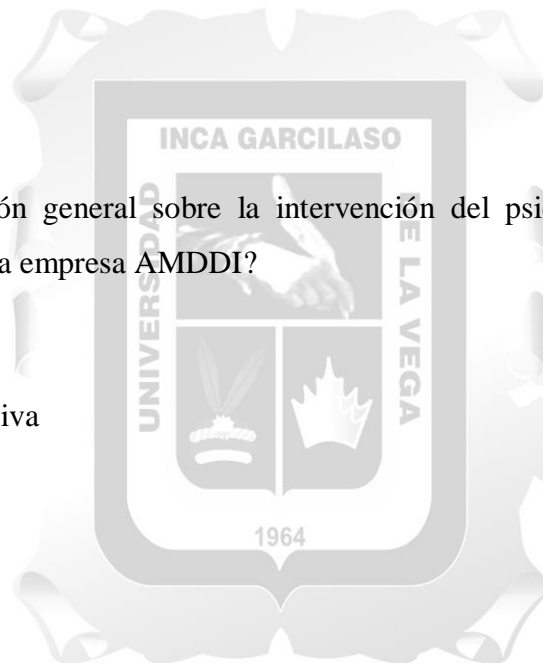 INCA GARCILASO
ón general sobre la intervención del psi
a empresa AMDDI?
UNIVERSIDAD
DE LA VEGA
iva
1964